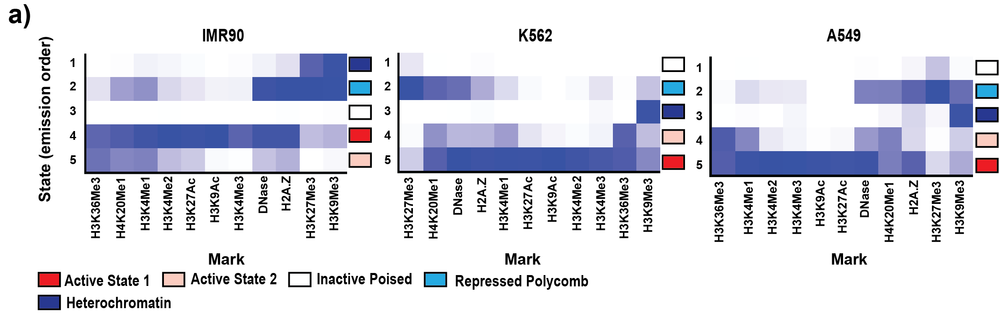 a)
IMR90
K562
A549
State (emission order)
1
2
3
4
5
1
2
3
4
5
1
2
3
4
5
H3K36Me3
H4K20Me1
H3K4Me1
H3K4Me2
H3K27Ac
H3K9Ac
H3K4Me3
DNase
H2A.Z
H3K27Me3
H3K9Me3
H3K27Me3
H4K20Me1
DNase
H2A.Z
H3K4Me1
H3K27Ac
H3K9Ac
H3K4Me2
H3K4Me3
H3K36Me3
H3K9Me3
H3K36Me3
H3K4Me1
H3K4Me2
H3K4Me3
H3K9Ac
H3K27Ac
DNase
H4K20Me1
H2A.Z
H3K27Me3
H3K9Me3
Mark
Mark
Mark
Active State 1
Active State 2
Inactive Poised
Repressed Polycomb
Heterochromatin